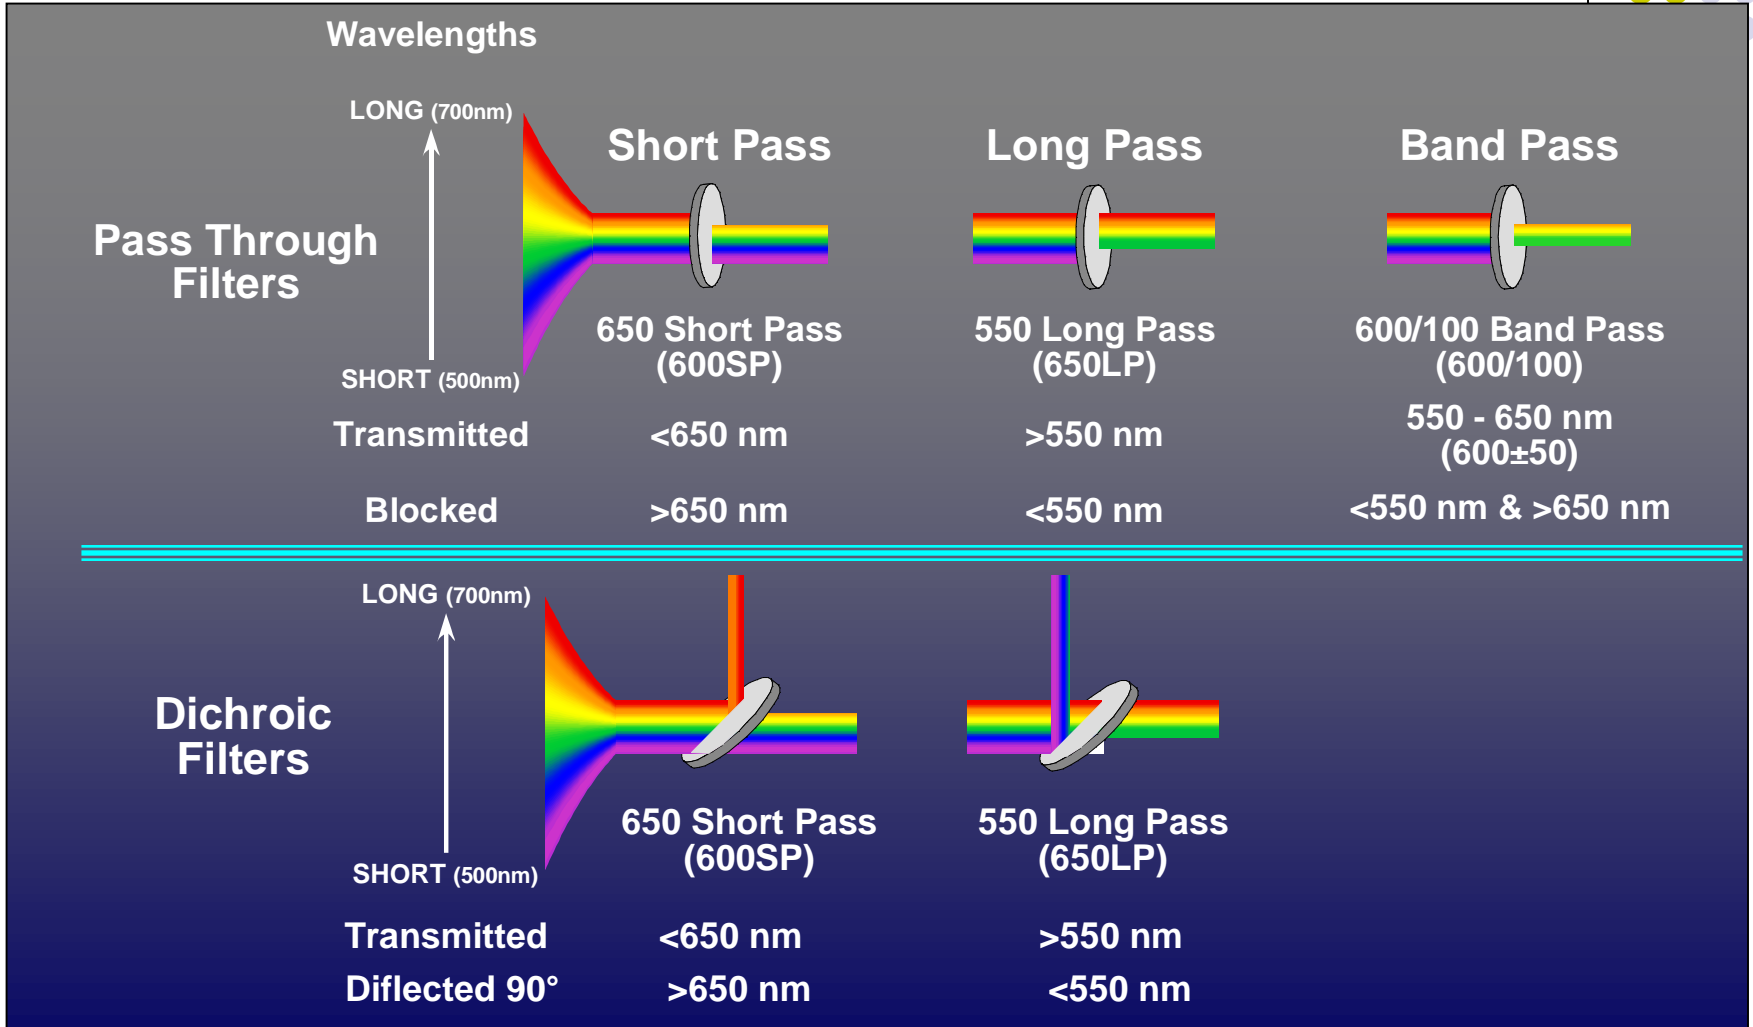 Wavelengths
LONG (700nm)
Short Pass
Long Pass
Band Pass
Pass Through
Filters
650 Short Pass
(600SP)
550 Long Pass
(650LP)
600/100 Band Pass
(600/100)
SHORT (500nm)
Transmitted
<650 nm
>550 nm
550 - 650 nm
(600±50)
Blocked
>650 nm
<550 nm
<550 nm & >650 nm
LONG (700nm)
Dichroic
Filters
650 Short Pass
(600SP)
550 Long Pass
(650LP)
SHORT (500nm)
Transmitted
<650 nm
>550 nm
Diflected 90°
>650 nm
<550 nm